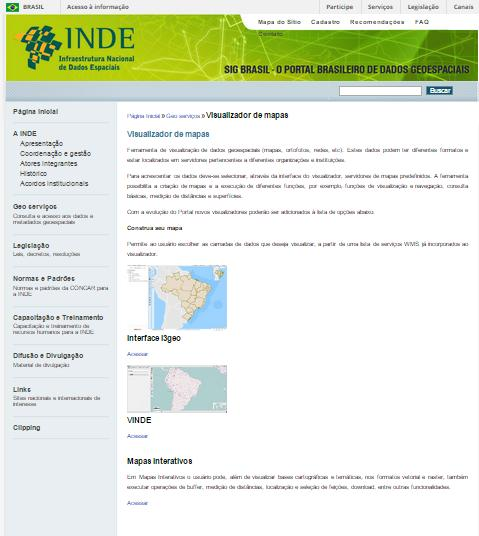 BRASIL
Acesso à informação
Participe
Serviços
Legislação
Canais
Mapa do Sítio
Cadastro
Recomendações
FAQ
Contato
INDE
Infraestrutura Nacional
de Dados Espaciais
SIG BRASIL - O PORTAL BRASILEIRO DE DADOS GEOESPACIAIS
Buscar
Página Inicial
A INDE
Apresentação
Coordenação e gestão
Atores Integrantes
Histórico
Acordos Institucionais
Geo serviços
Consulta e acesso aos dados e
metadados geoespaciais
Legislação
Leis, decretos, resoluções
Normas e Padrões
Normas e padrões da CONCAR para
a INDE
Capacitação e Treinamento
Capacitação e treinamento de
recursos humanos para a INDE
Difusão e Divulgação
Material de divulgação
Links
Sites nacionais e internacionais de
interesse
Clipping
Página Inicial » Geo serviços » Visualizador de mapas
Visualizador de mapas
Ferramenta de visualização de dados geoespaciais (mapas, ortofotos, redes, etc). Estes dados podem ter diferentes formatos e
estar localizados em servidores pertencentes a diferentes organizações e instituições.
Para acrescentar os dados deve-se selecionar, através da interface do visualizador, servidores de mapas predefinidos. A ferramenta
possibilita a criação de mapas e a execução de diferentes funções, por exemplo, funções de visualização e navegação, consulta
básicas, medição de distâncias e superfícies.
Com a evolução do Portal novos visualizadores poderão ser adicionados à lista de opções abaixo.
Construa seu mapa
Permite ao usuário escolher as camadas de dados que deseja visualizar, a partir de uma lista de serviços WMS já incorporados ao
visualizador.
Interface I3geo
Acessar
VINDE
Acessar
Mapas Interativos
Em Mapas Interativos o usuário pode, além de visualizar bases cartográficas e temáticas, nos formatos vetorial e raster, também
executar operações de buffer, medição de distâncias, localização e seleção de feições, download, entre outras funcionalidades.
Acessar